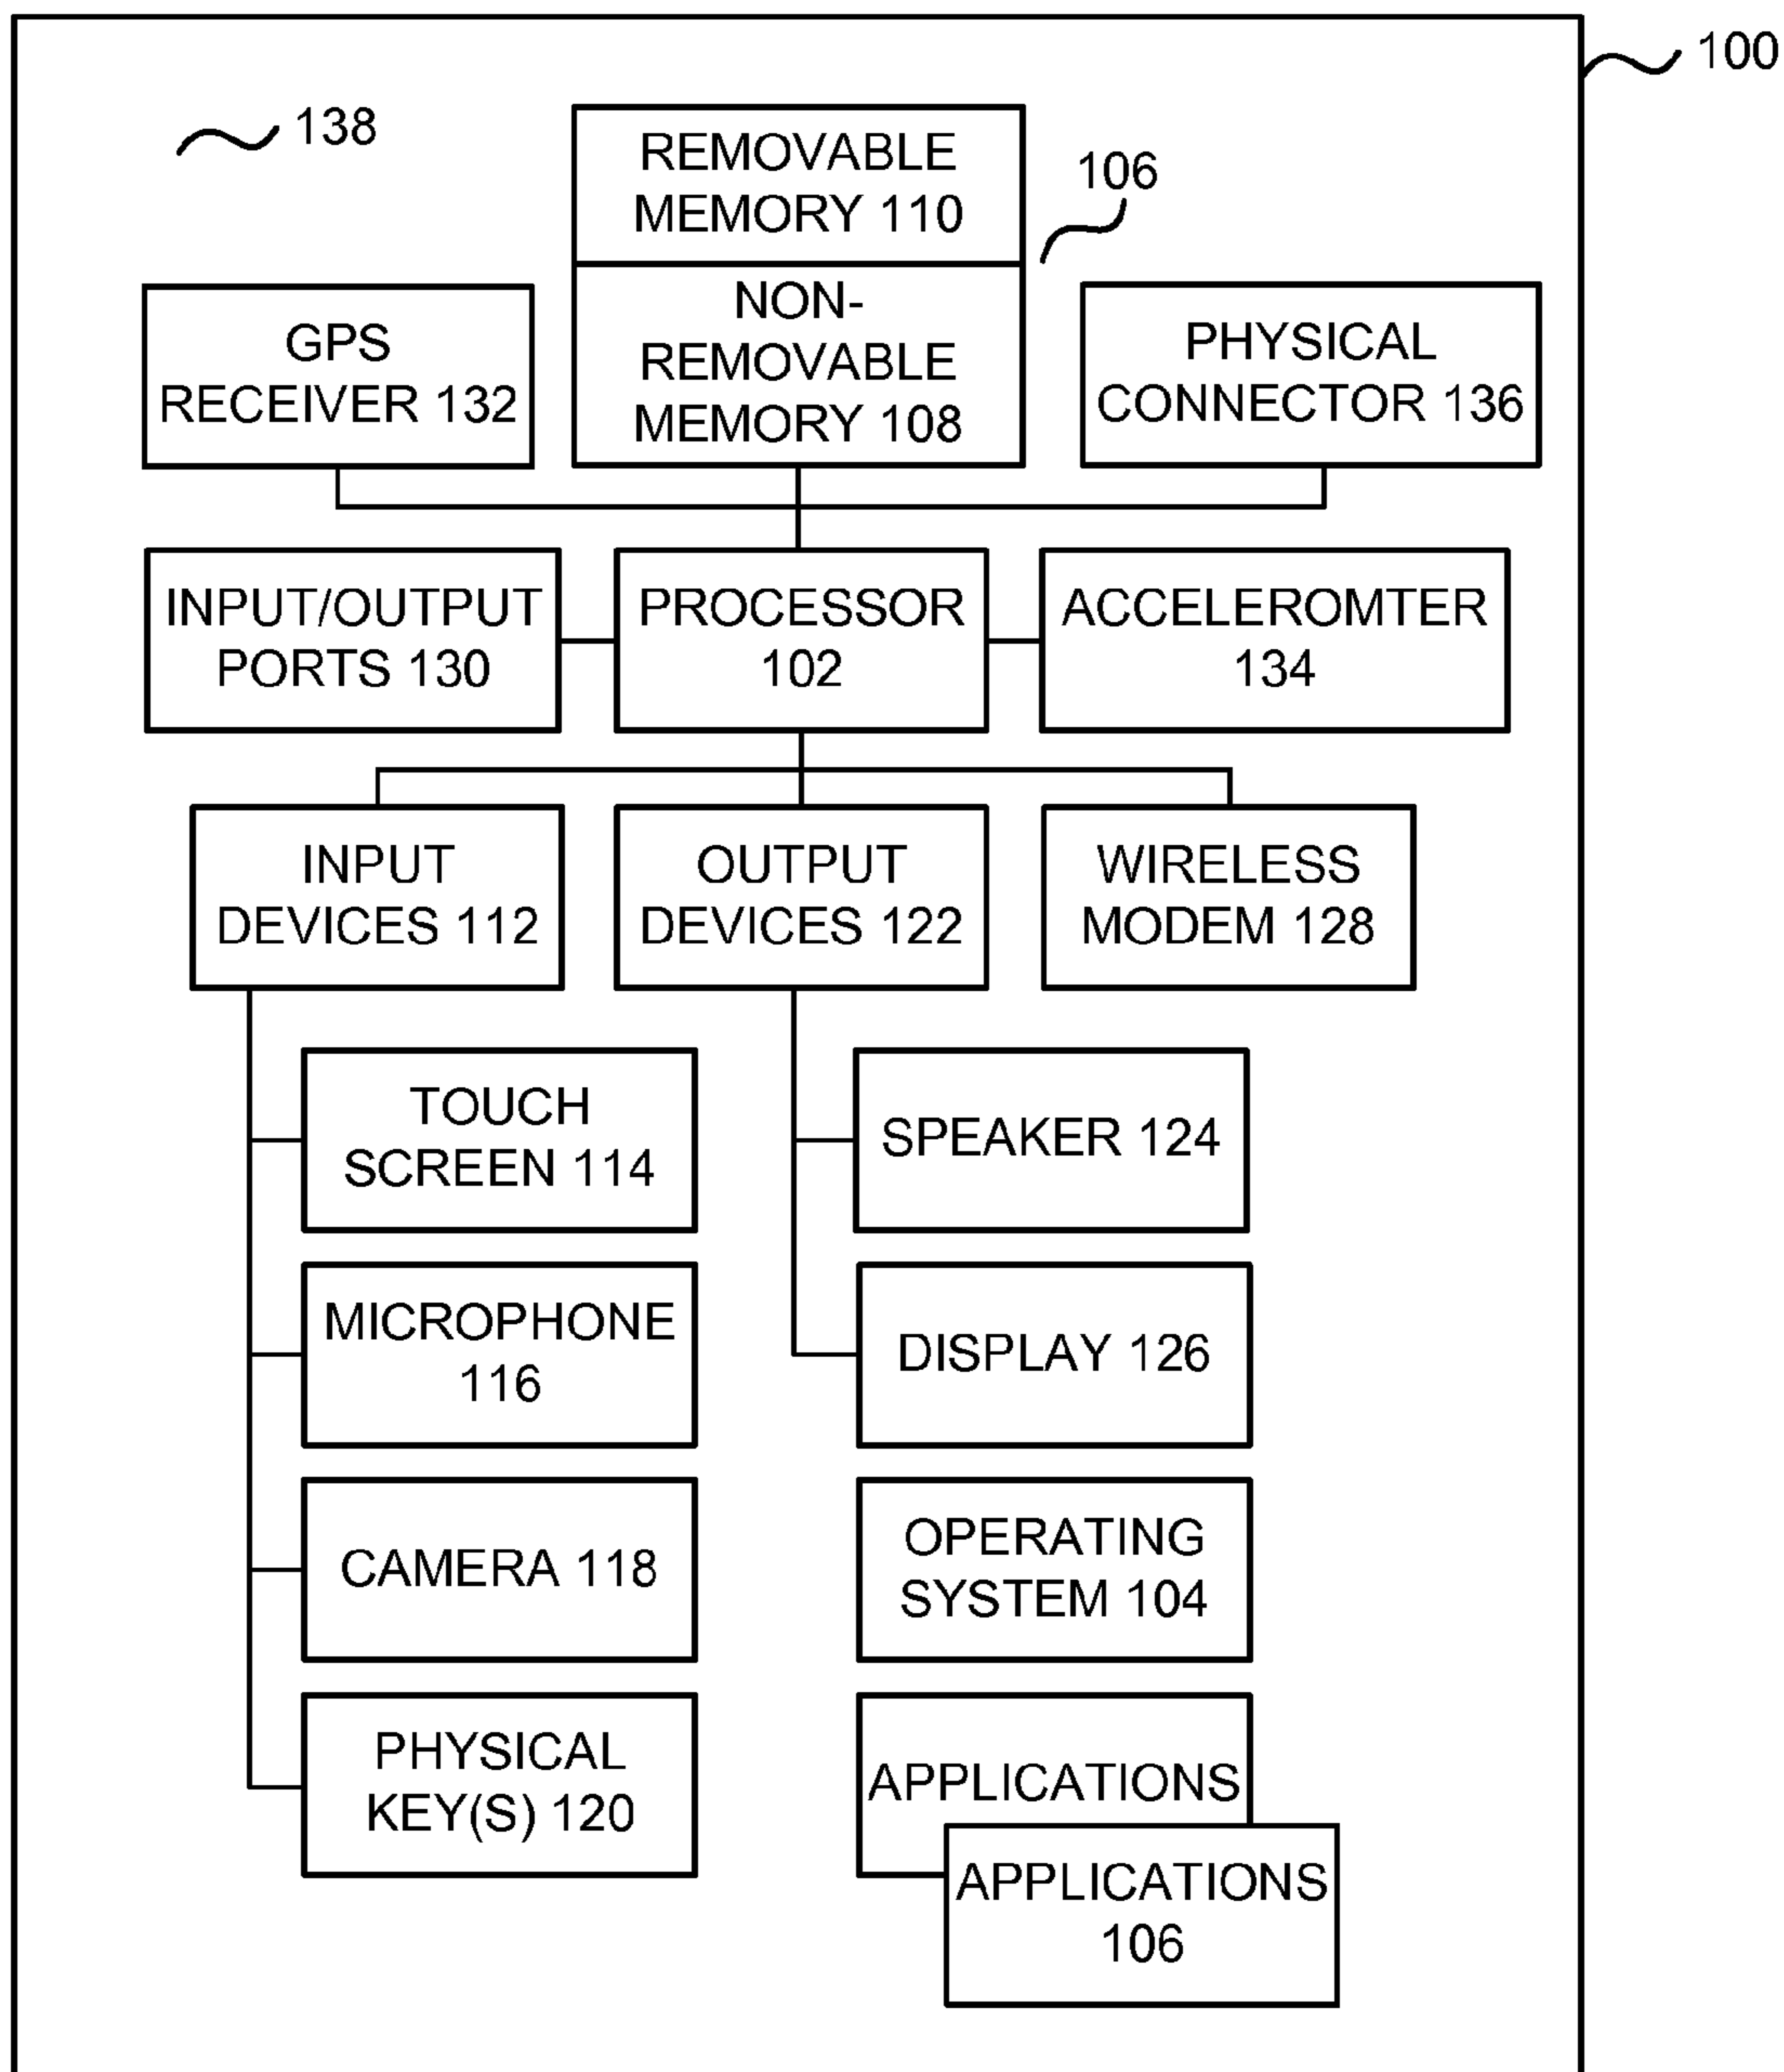 100
138
REMOVABLE
MEMORY 110
106
NON-
REMOVABLE
MEMORY 108
GPS
RECEIVER 132
PHYSICAL
CONNECTOR 136
INPUT/OUTPUT
PORTS 130
PROCESSOR
102
ACCELEROMTER
134
INPUT
DEVICES 112
OUTPUT
DEVICES 122
WIRELESS
MODEM 128
TOUCH
SCREEN 114
SPEAKER 124
MICROPHONE
116
DISPLAY 126
CAMERA 118
OPERATING
SYSTEM 104
PHYSICAL
KEY(S) 120
APPLICATIONS
APPLICATIONS
106